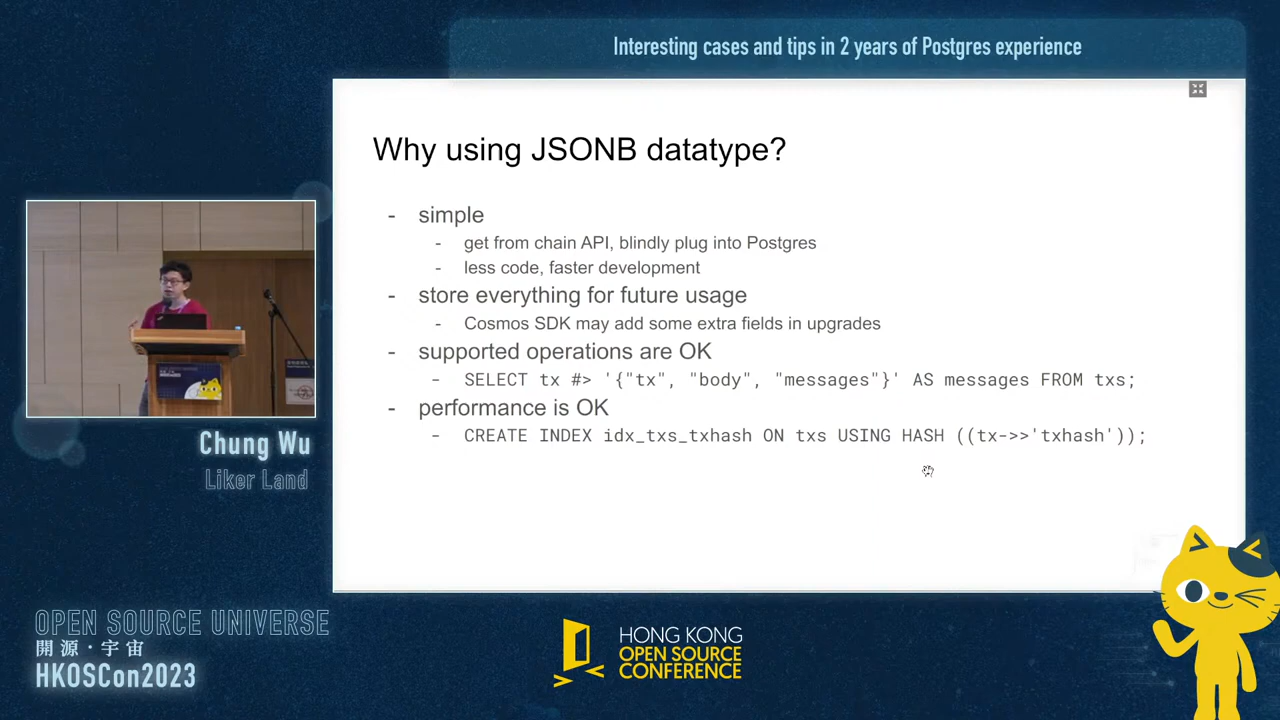 Interesting cases and tips in 2 years of Postgres experience
Why using JSONB datatype?
- simple
- get from chain API, blindly plug into Postgres
- less code, faster development
- store everything for future usage
- Cosmos SDK may add some extra fields in upgrades
- supported operations are OK
- SELECT tx #> '{"tx", "body", "messages"}' AS messages FROM txs;
- performance is OK
- CREATE INDEX idx_txs_txhash ON txs USING HASH ((tx->>'txhash'));
Chung Wu
Liker Land
OPEN SOURCE UNIVERSE
開源·宇宙
HKOSCon2023
HONG KONG
OPEN SOURCE
CONFERENCE